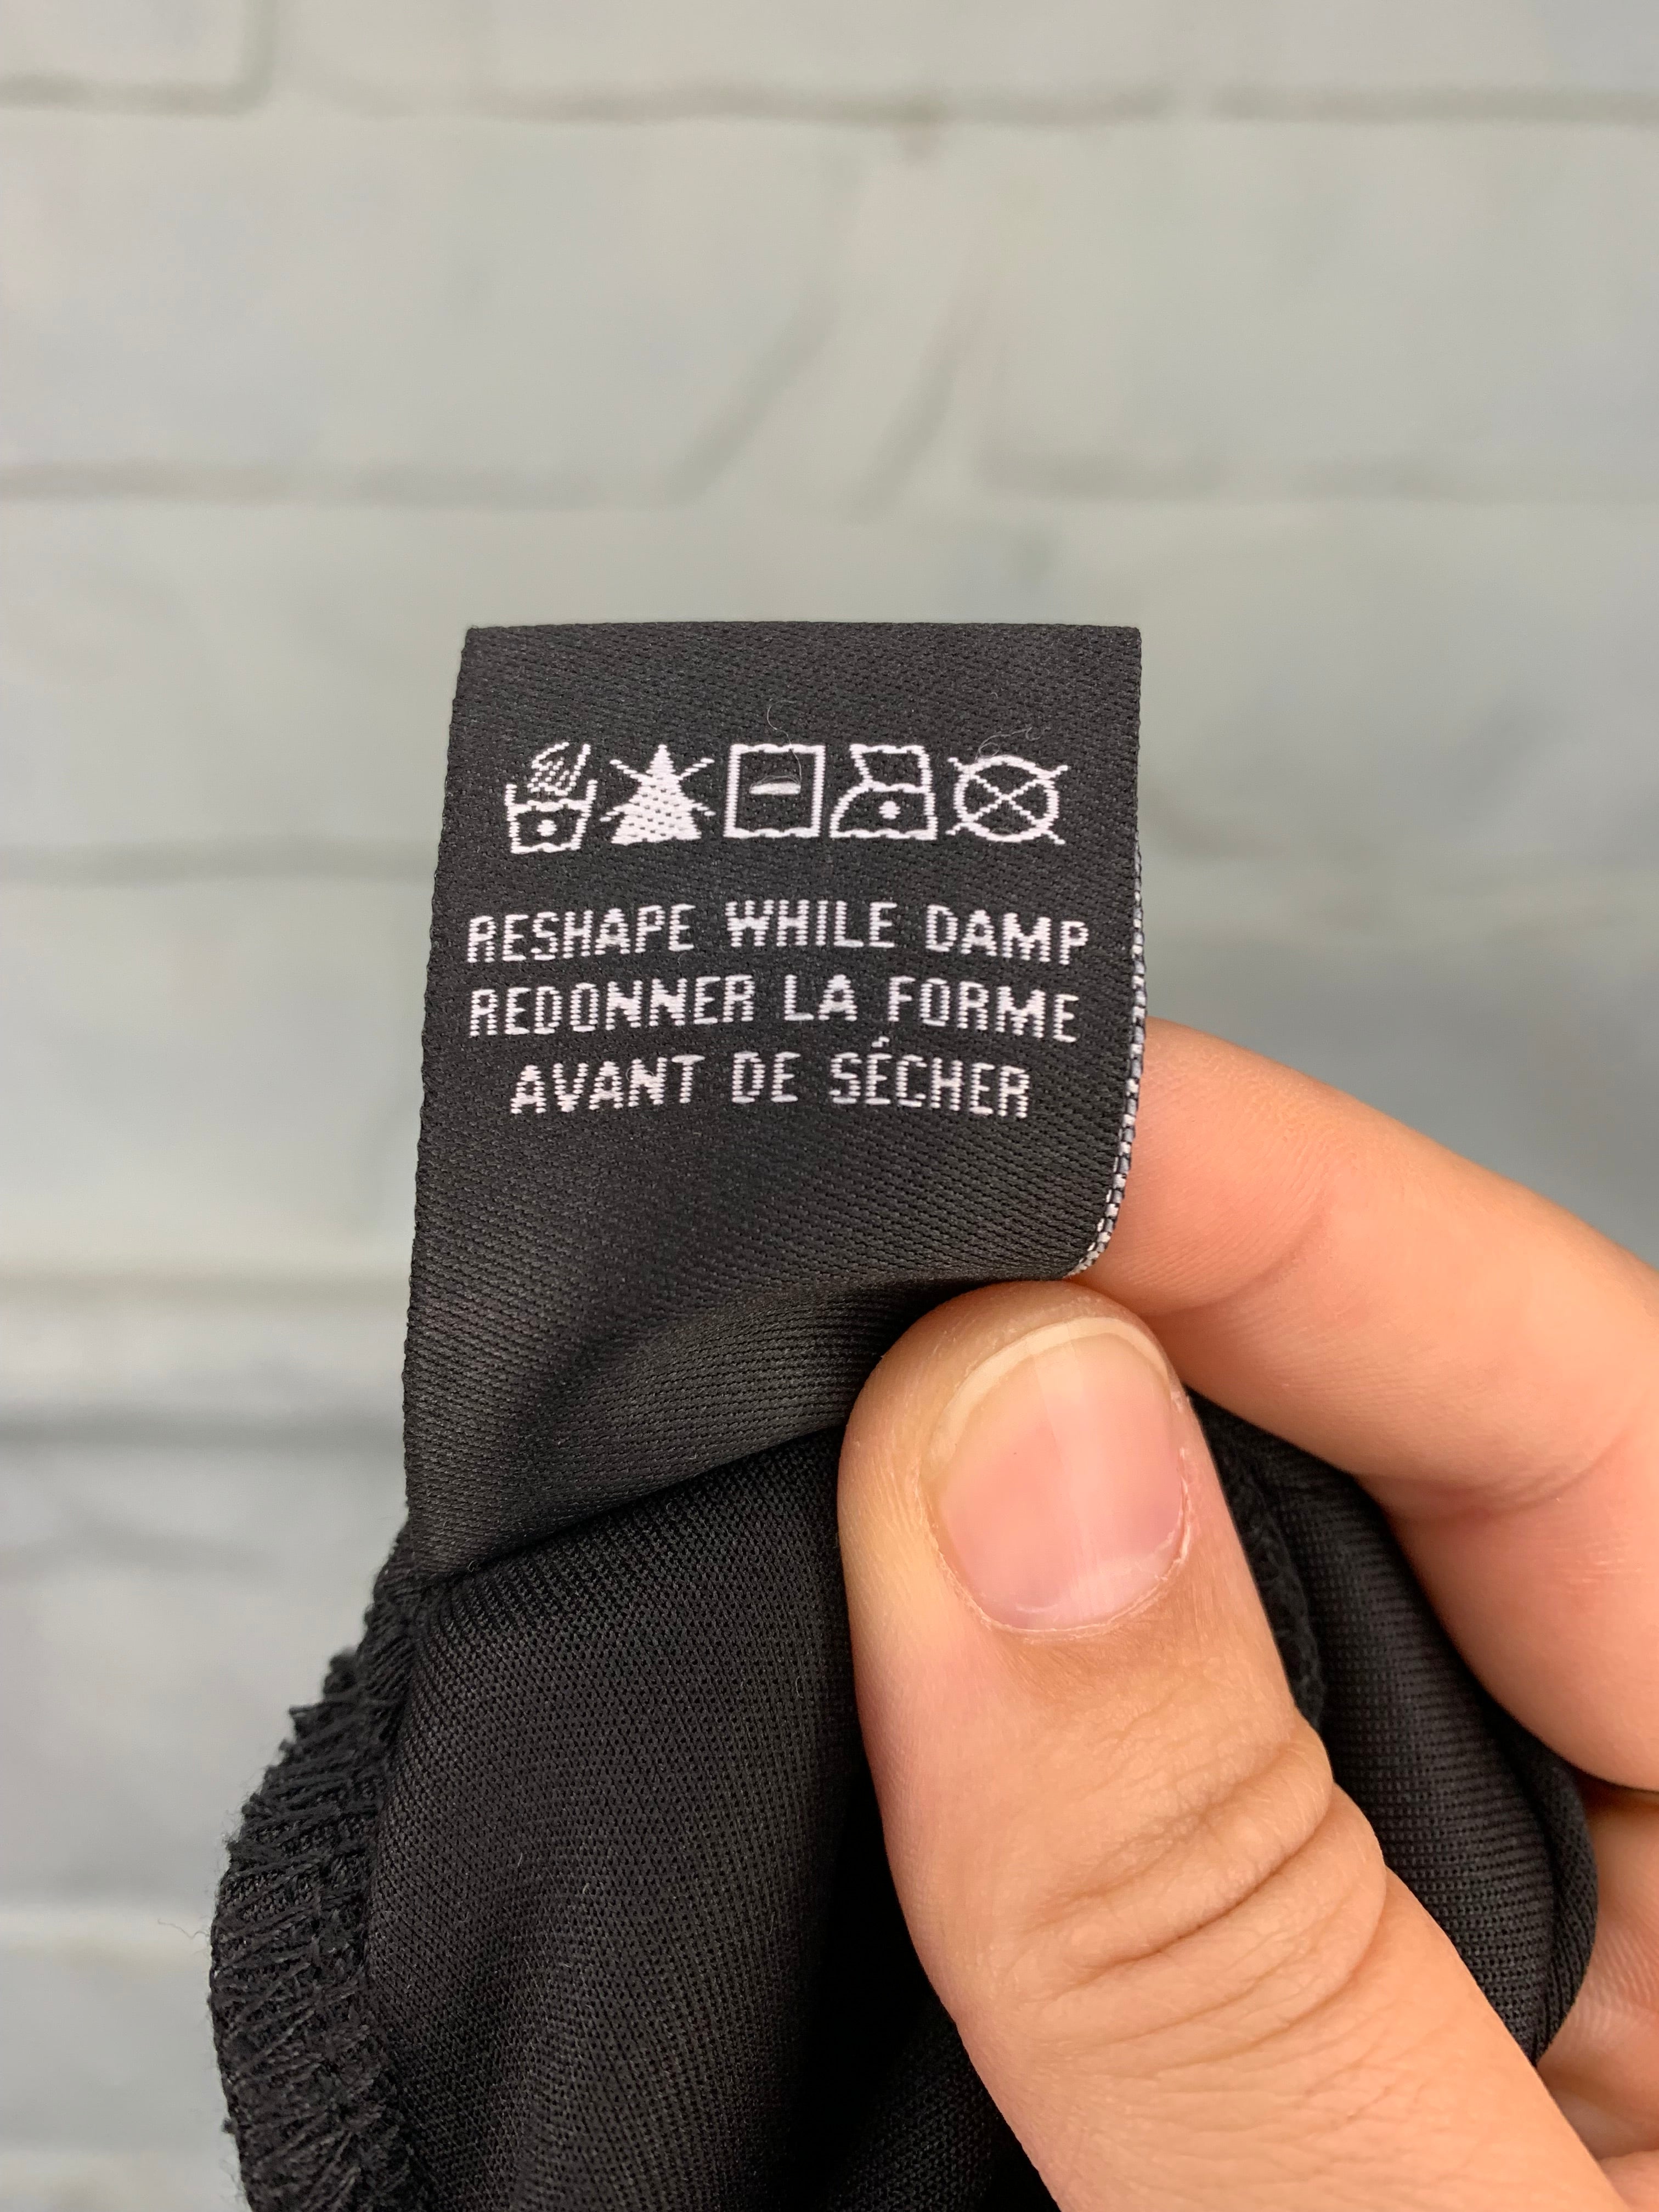 RESHAPE WHILE DAMP
REDONNER LA FORME
AVANT DE SÉCHER